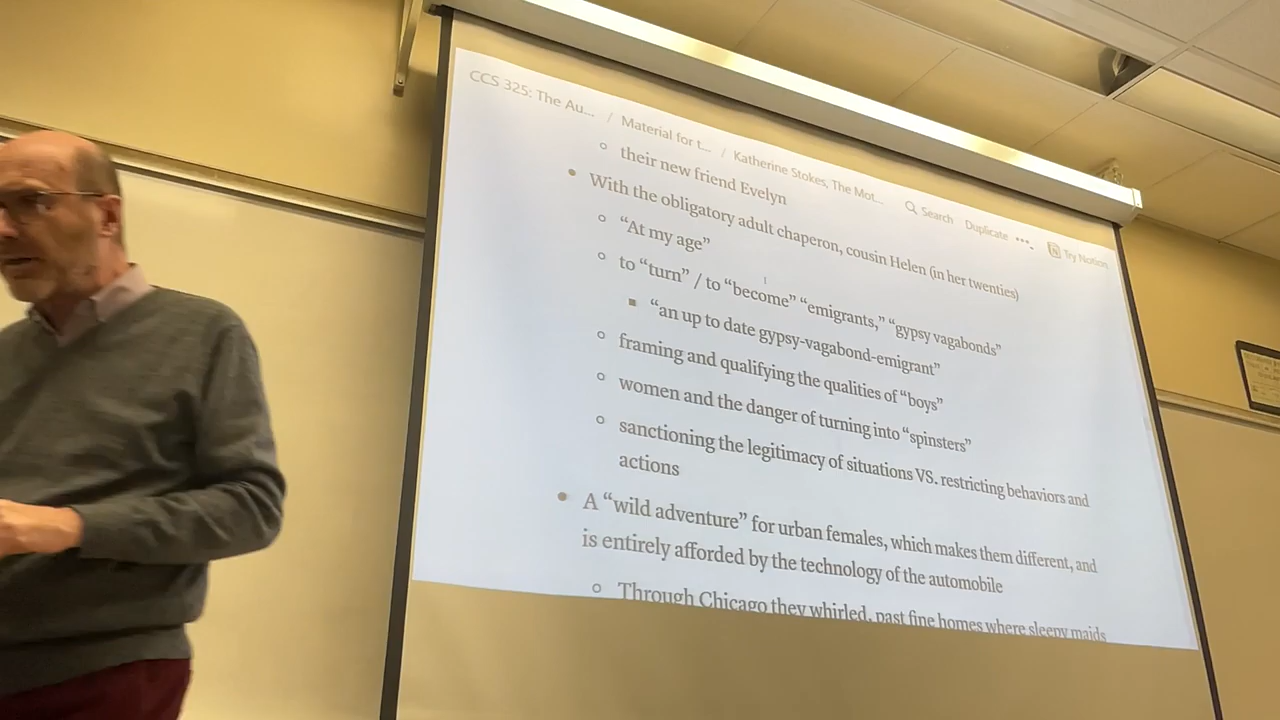 CCS 325: The Au... / Material for t... / Katherine Stokes, The Mot... Search Duplicate ... Try Notion
their new friend Evelyn
With the obligatory adult chaperon, cousin Helen (in her twenties)
“At my age”
to “turn” / to “become” “emigrants,” “gypsy vagabonds”
“an up to date gypsy-vagabond-emigrant”
framing and qualifying the qualities of “boys”
women and the danger of turning into “spinsters”
sanctioning the legitimacy of situations VS. restricting behaviors and
actions
A “wild adventure” for urban females, which makes them different, and
is entirely afforded by the technology of the automobile
Through Chicago they whirled, past fine homes where sleepy maids